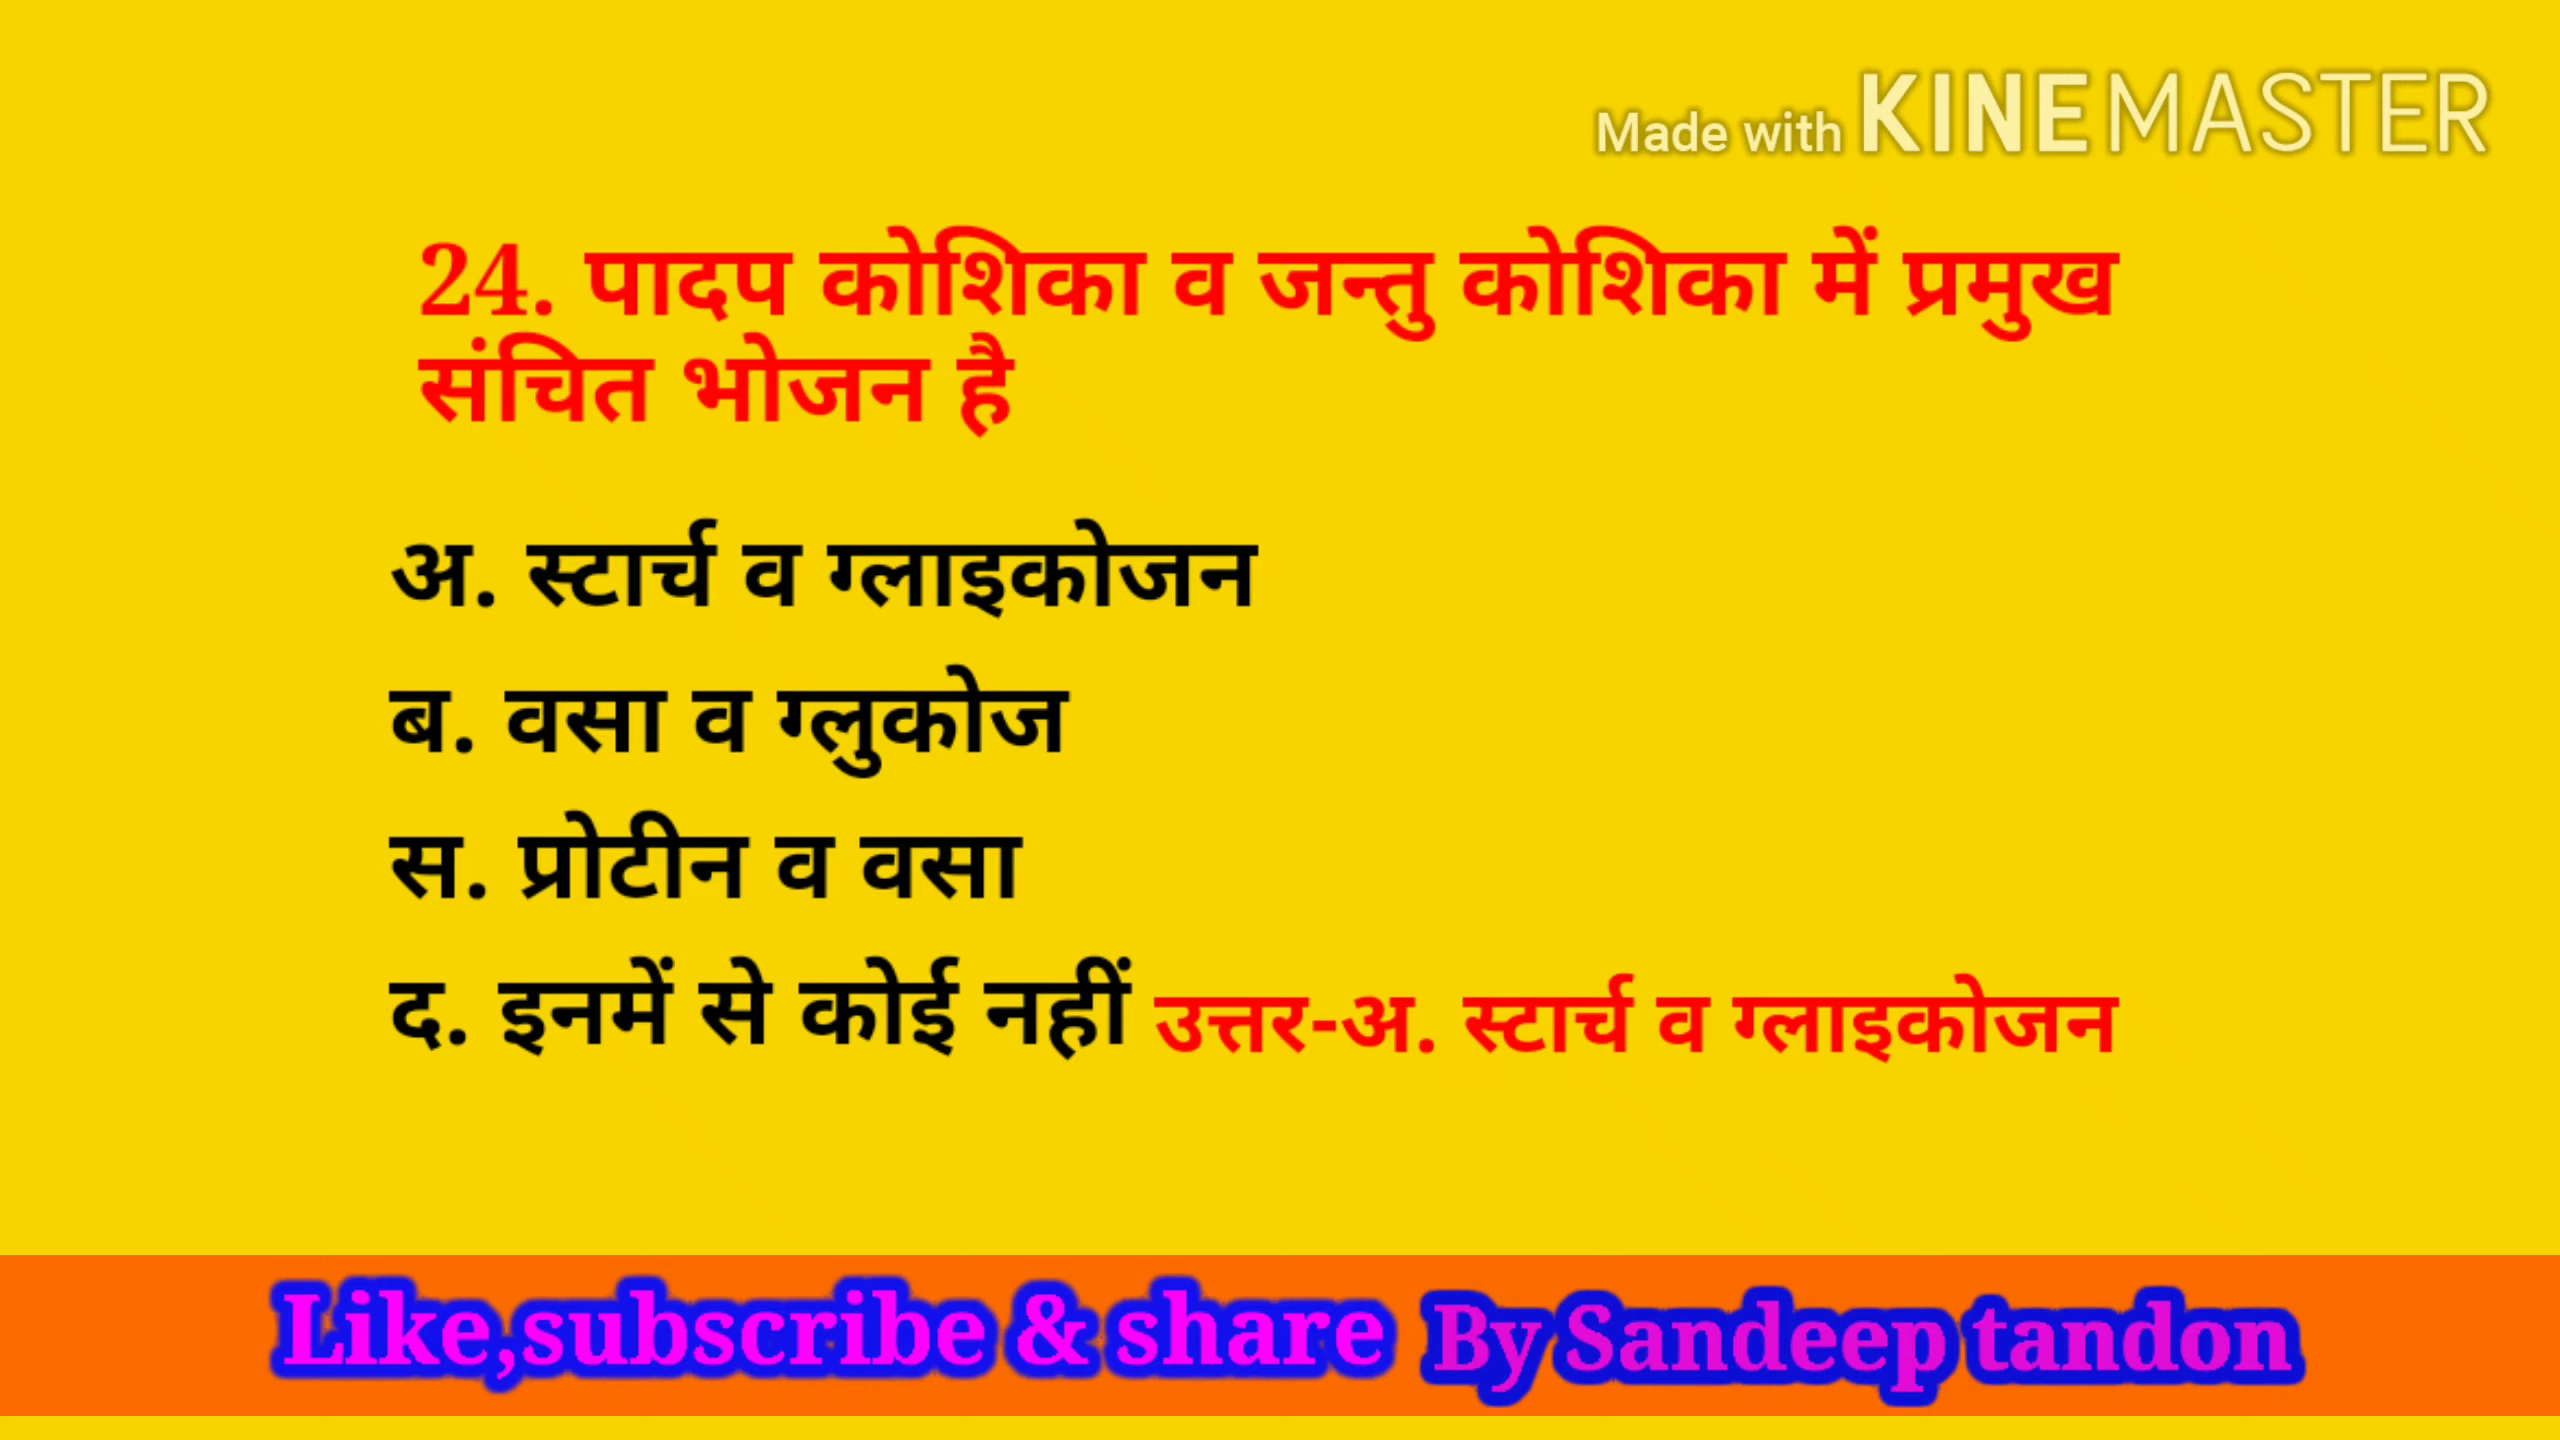 Made with KINEMASTER
24. पादप कोशिका व जन्तु कोशिका में प्रमुख
संचित भोजन है
अ. स्टार्च व ग्लाइकोजन
ब. वसा व ग्लुकोज
स. प्रोटीन व वसा
द. इनमें से कोई नहीं उत्तर-अ. स्टार्च व ग्लाइकोजन
Like,subscribe & share By Sandeep tandon